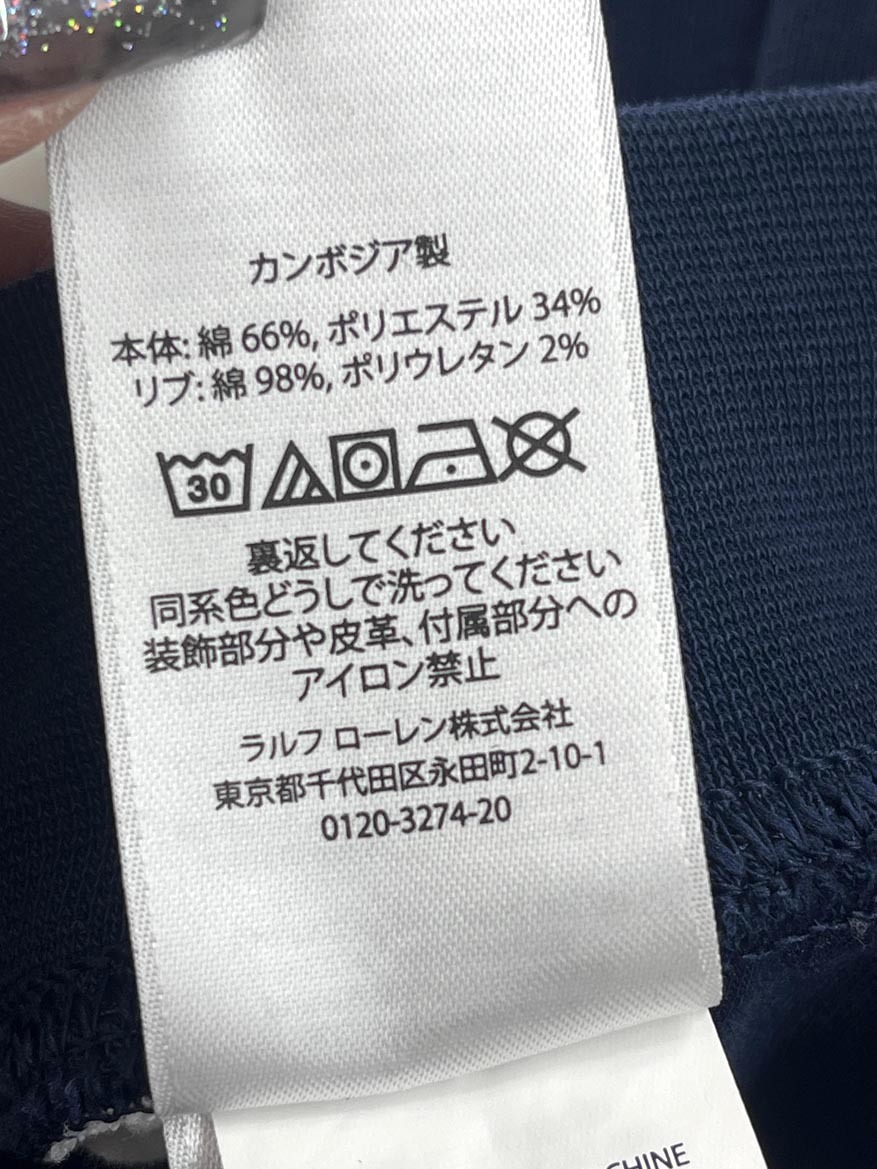 カンボジア製
本体: 綿 66%, ポリエステル 34%
リブ: 綿 98%, ポリウレタン 2%
30
裏返してください
同系色どうしで洗ってください
装飾部分や皮革、付属部分への
アイロン禁止
ラルフ ローレン株式会社
東京都千代田区永田町2-10-1
0120-3274-20